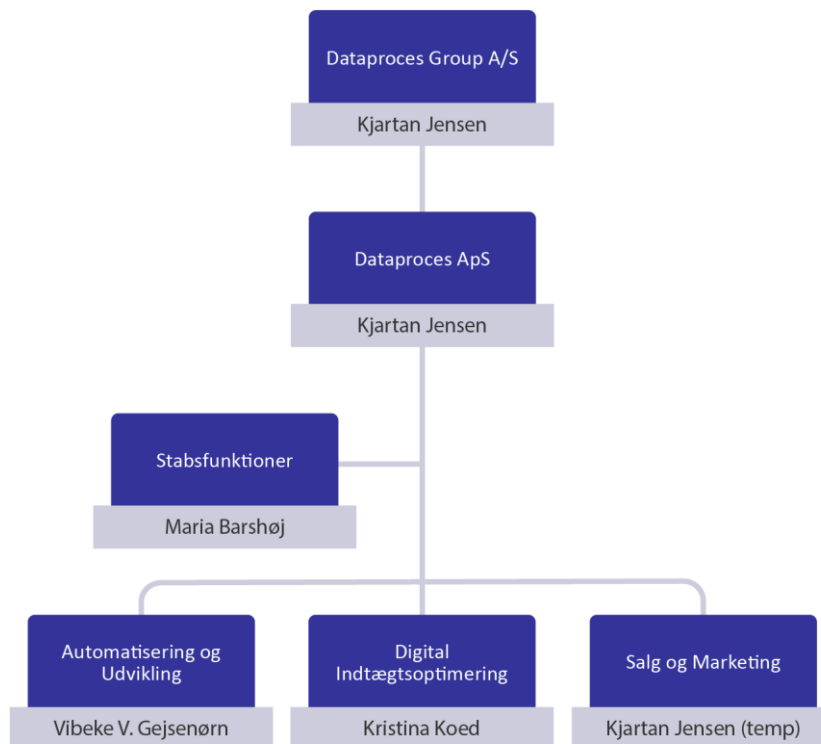 Dataproces Group A/S
Kjartan Jensen
Dataproces ApS
Kjartan Jensen
Stabsfunktioner
Maria Barshøj
Automatisering og
Udvikling
Vibeke V. Gejsenørn
Digital
Indtægtsoptimering
Kristina Koed
Salg og Marketing
Kjartan Jensen (temp)